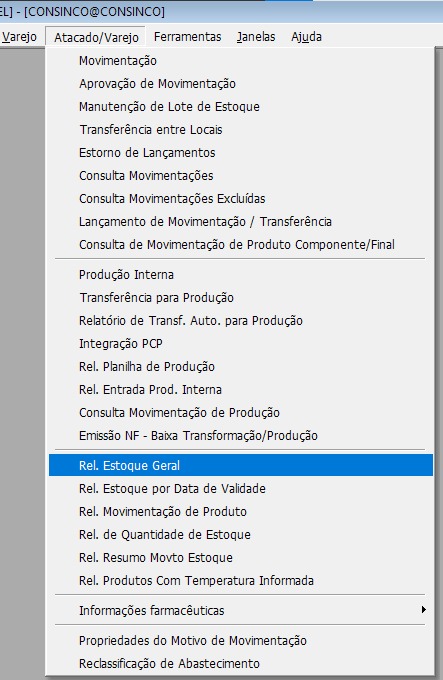 EL] - [CONSINCO@CONSINCO]
Varejo Atacado/Varejo Ferramentas Janelas Ajuda
Movimentação
Aprovação de Movimentação
Manutenção de Lote de Estoque
Transferência entre Locais
Estorno de Lançamentos
Consulta Movimentações
Consulta Movimentações Excluídas
Lançamento de Movimentação / Transferência
Consulta de Movimentação de Produto Componente/Final
Produção Interna
Transferência para Produção
Relatório de Transf. Auto. para Produção
Integração PCP
Rel. Planilha de Produção
Rel. Entrada Prod. Interna
Consulta Movimentação de Produção
Emissão NF - Baixa Transformação/Produção
Rel. Estoque Geral
Rel. Estoque por Data de Validade
Rel. Movimentação de Produto
Rel. de Quantidade de Estoque
Rel. Resumo Movto Estoque
Rel. Produtos Com Temperatura Informada
Informações farmacêuticas
Propriedades do Motivo de Movimentação
Reclassificação de Abastecimento